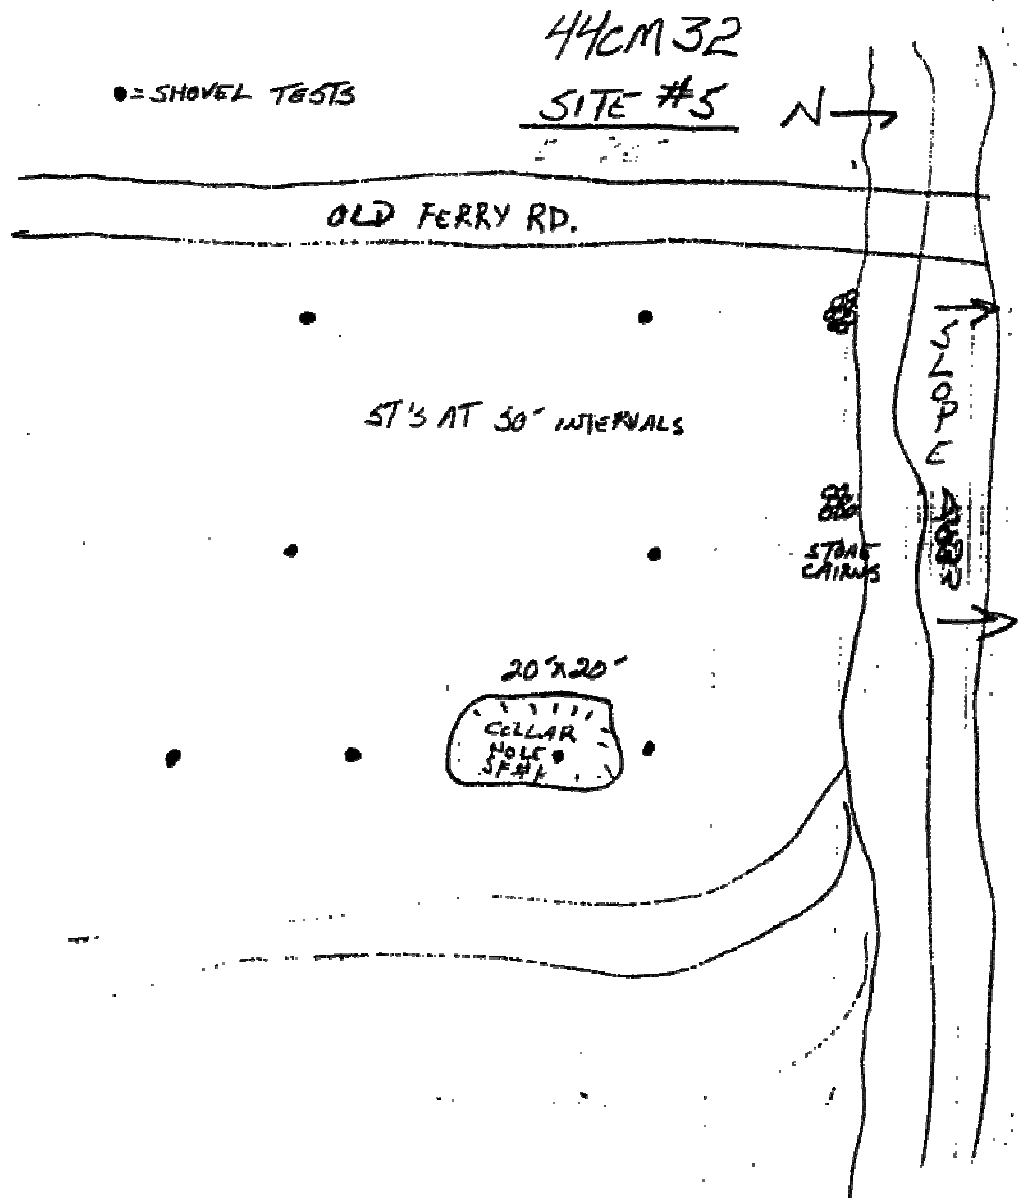 44CM32
SITE #5
●= SHOVEL TESTS
N
OLD FERRY RD.
SLOPE
ST'S AT 50' INTERVALS
STONE
CAIRNS
20'x20'
CELLAR
HOLE